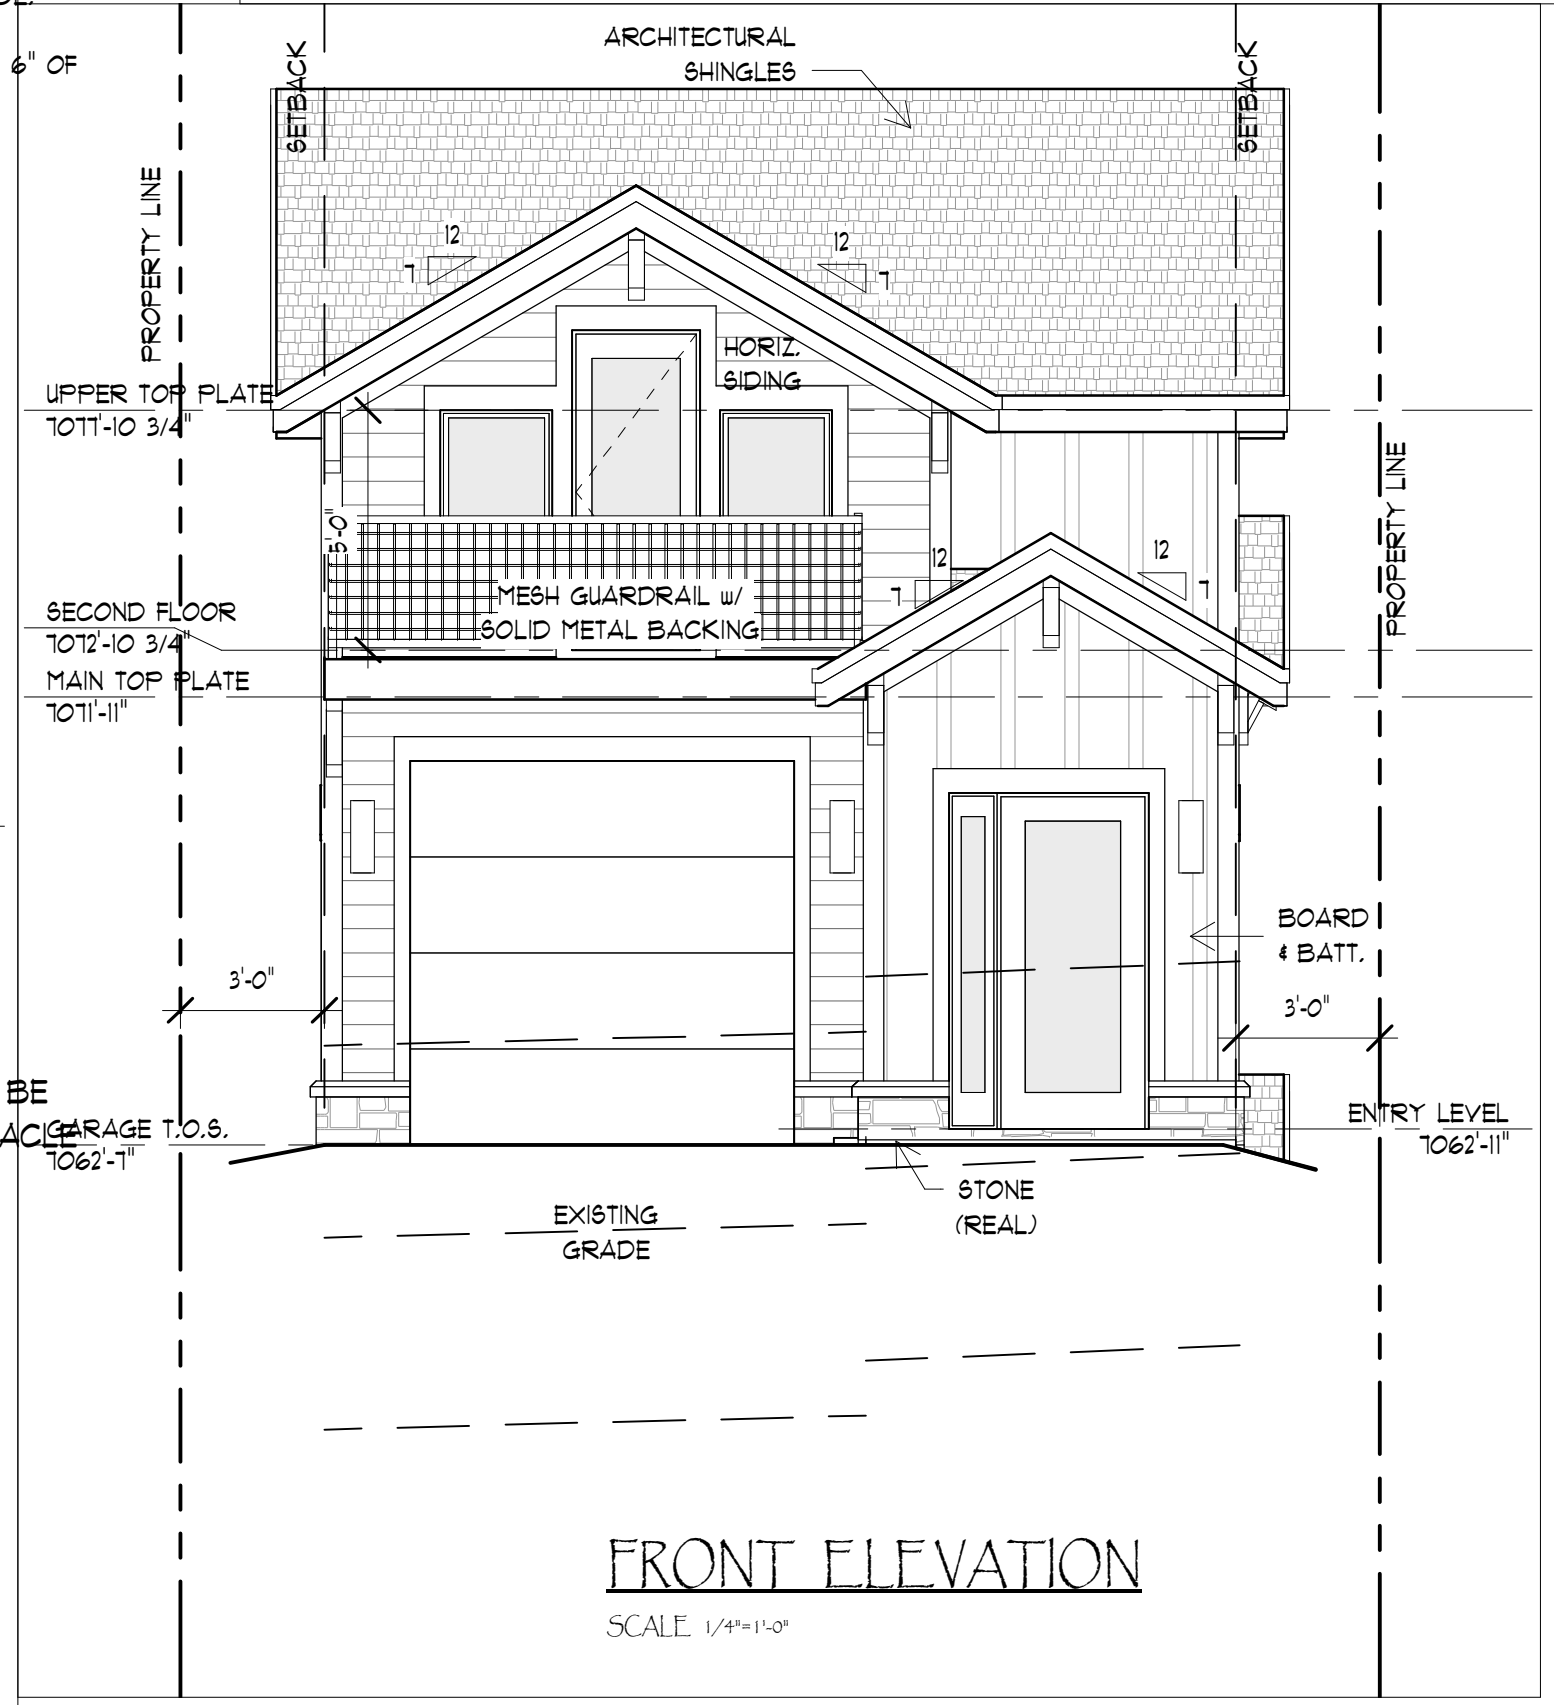 6" OF
ARCHITECTURAL
SHINGLES
SETBACK
SETBACK
PROPERTY LINE
12
7
12
7
HORIZ.
SIDING
UPPER TOP PLATE
7077'-10 3/4"
5'-0"
PROPERTY LINE
12
7
12
7
MESH GUARDRAIL w/
SOLID METAL BACKING
SECOND FLOOR
7072'-10 3/4"
MAIN TOP PLATE
7071'-11"
BOARD
& BATT.
3'-0"
3'-0"
BE
ACLE
GARAGE T.O.S.
7062'-7"
ENTRY LEVEL
7062'-11"
STONE
(REAL)
EXISTING
GRADE
FRONT ELEVATION
SCALE 1/4"=1'-0"